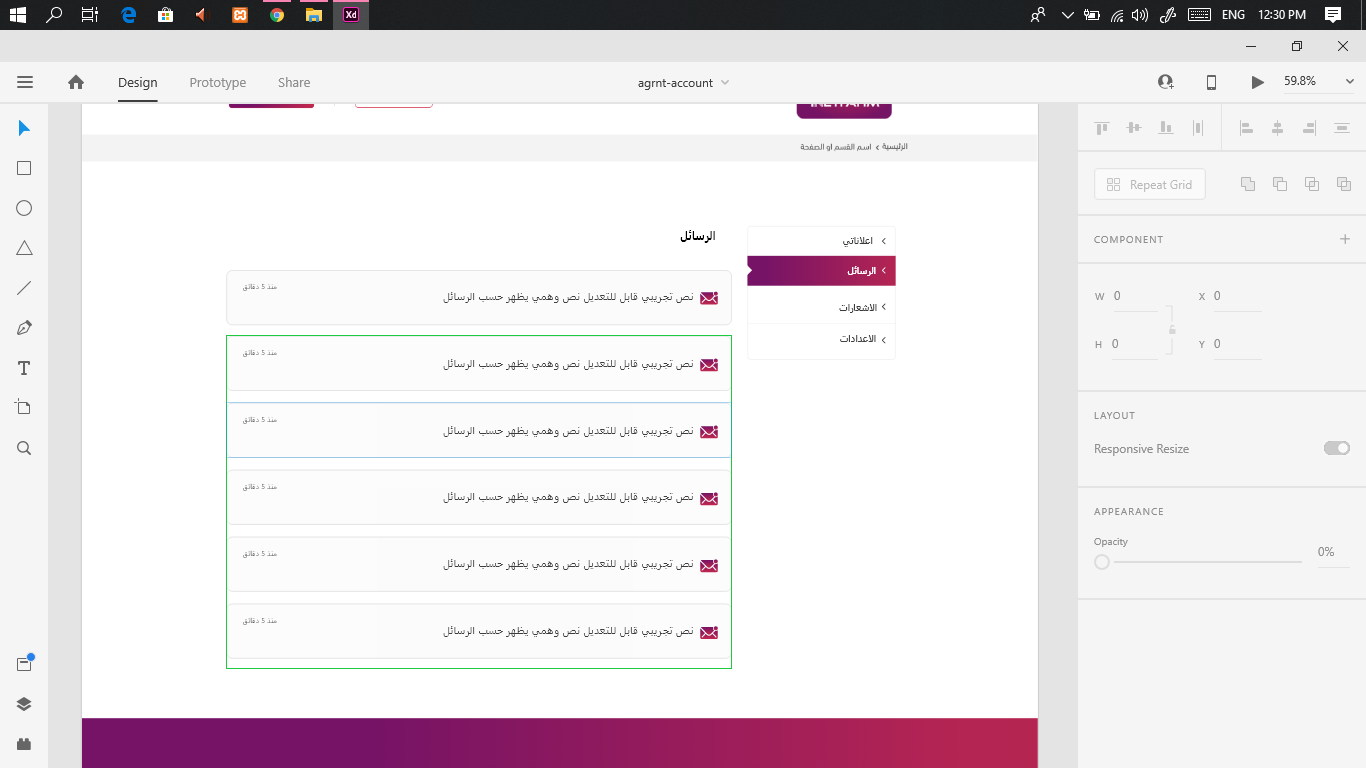 ENG 12:30 PM
Xd
Design Prototype Share
agrnt-account
59.8%
الرئيسية
اسم القسم او الصفحة
الرسائل
اعلاناتي
الرسائل
الاشعارات
الاعدادات
نص تجريبي قابل للتعديل نص وهمي يظهر حسب الرسائل
منذ 5 دقائق
نص تجريبي قابل للتعديل نص وهمي يظهر حسب الرسائل
منذ 5 دقائق
نص تجريبي قابل للتعديل نص وهمي يظهر حسب الرسائل
منذ 5 دقائق
نص تجريبي قابل للتعديل نص وهمي يظهر حسب الرسائل
منذ 5 دقائق
نص تجريبي قابل للتعديل نص وهمي يظهر حسب الرسائل
منذ 5 دقائق
نص تجريبي قابل للتعديل نص وهمي يظهر حسب الرسائل
منذ 5 دقائق
Repeat Grid
COMPONENT
W 0 X 0
H 0 Y 0
LAYOUT
Responsive Resize
APPEARANCE
Opacity
0%